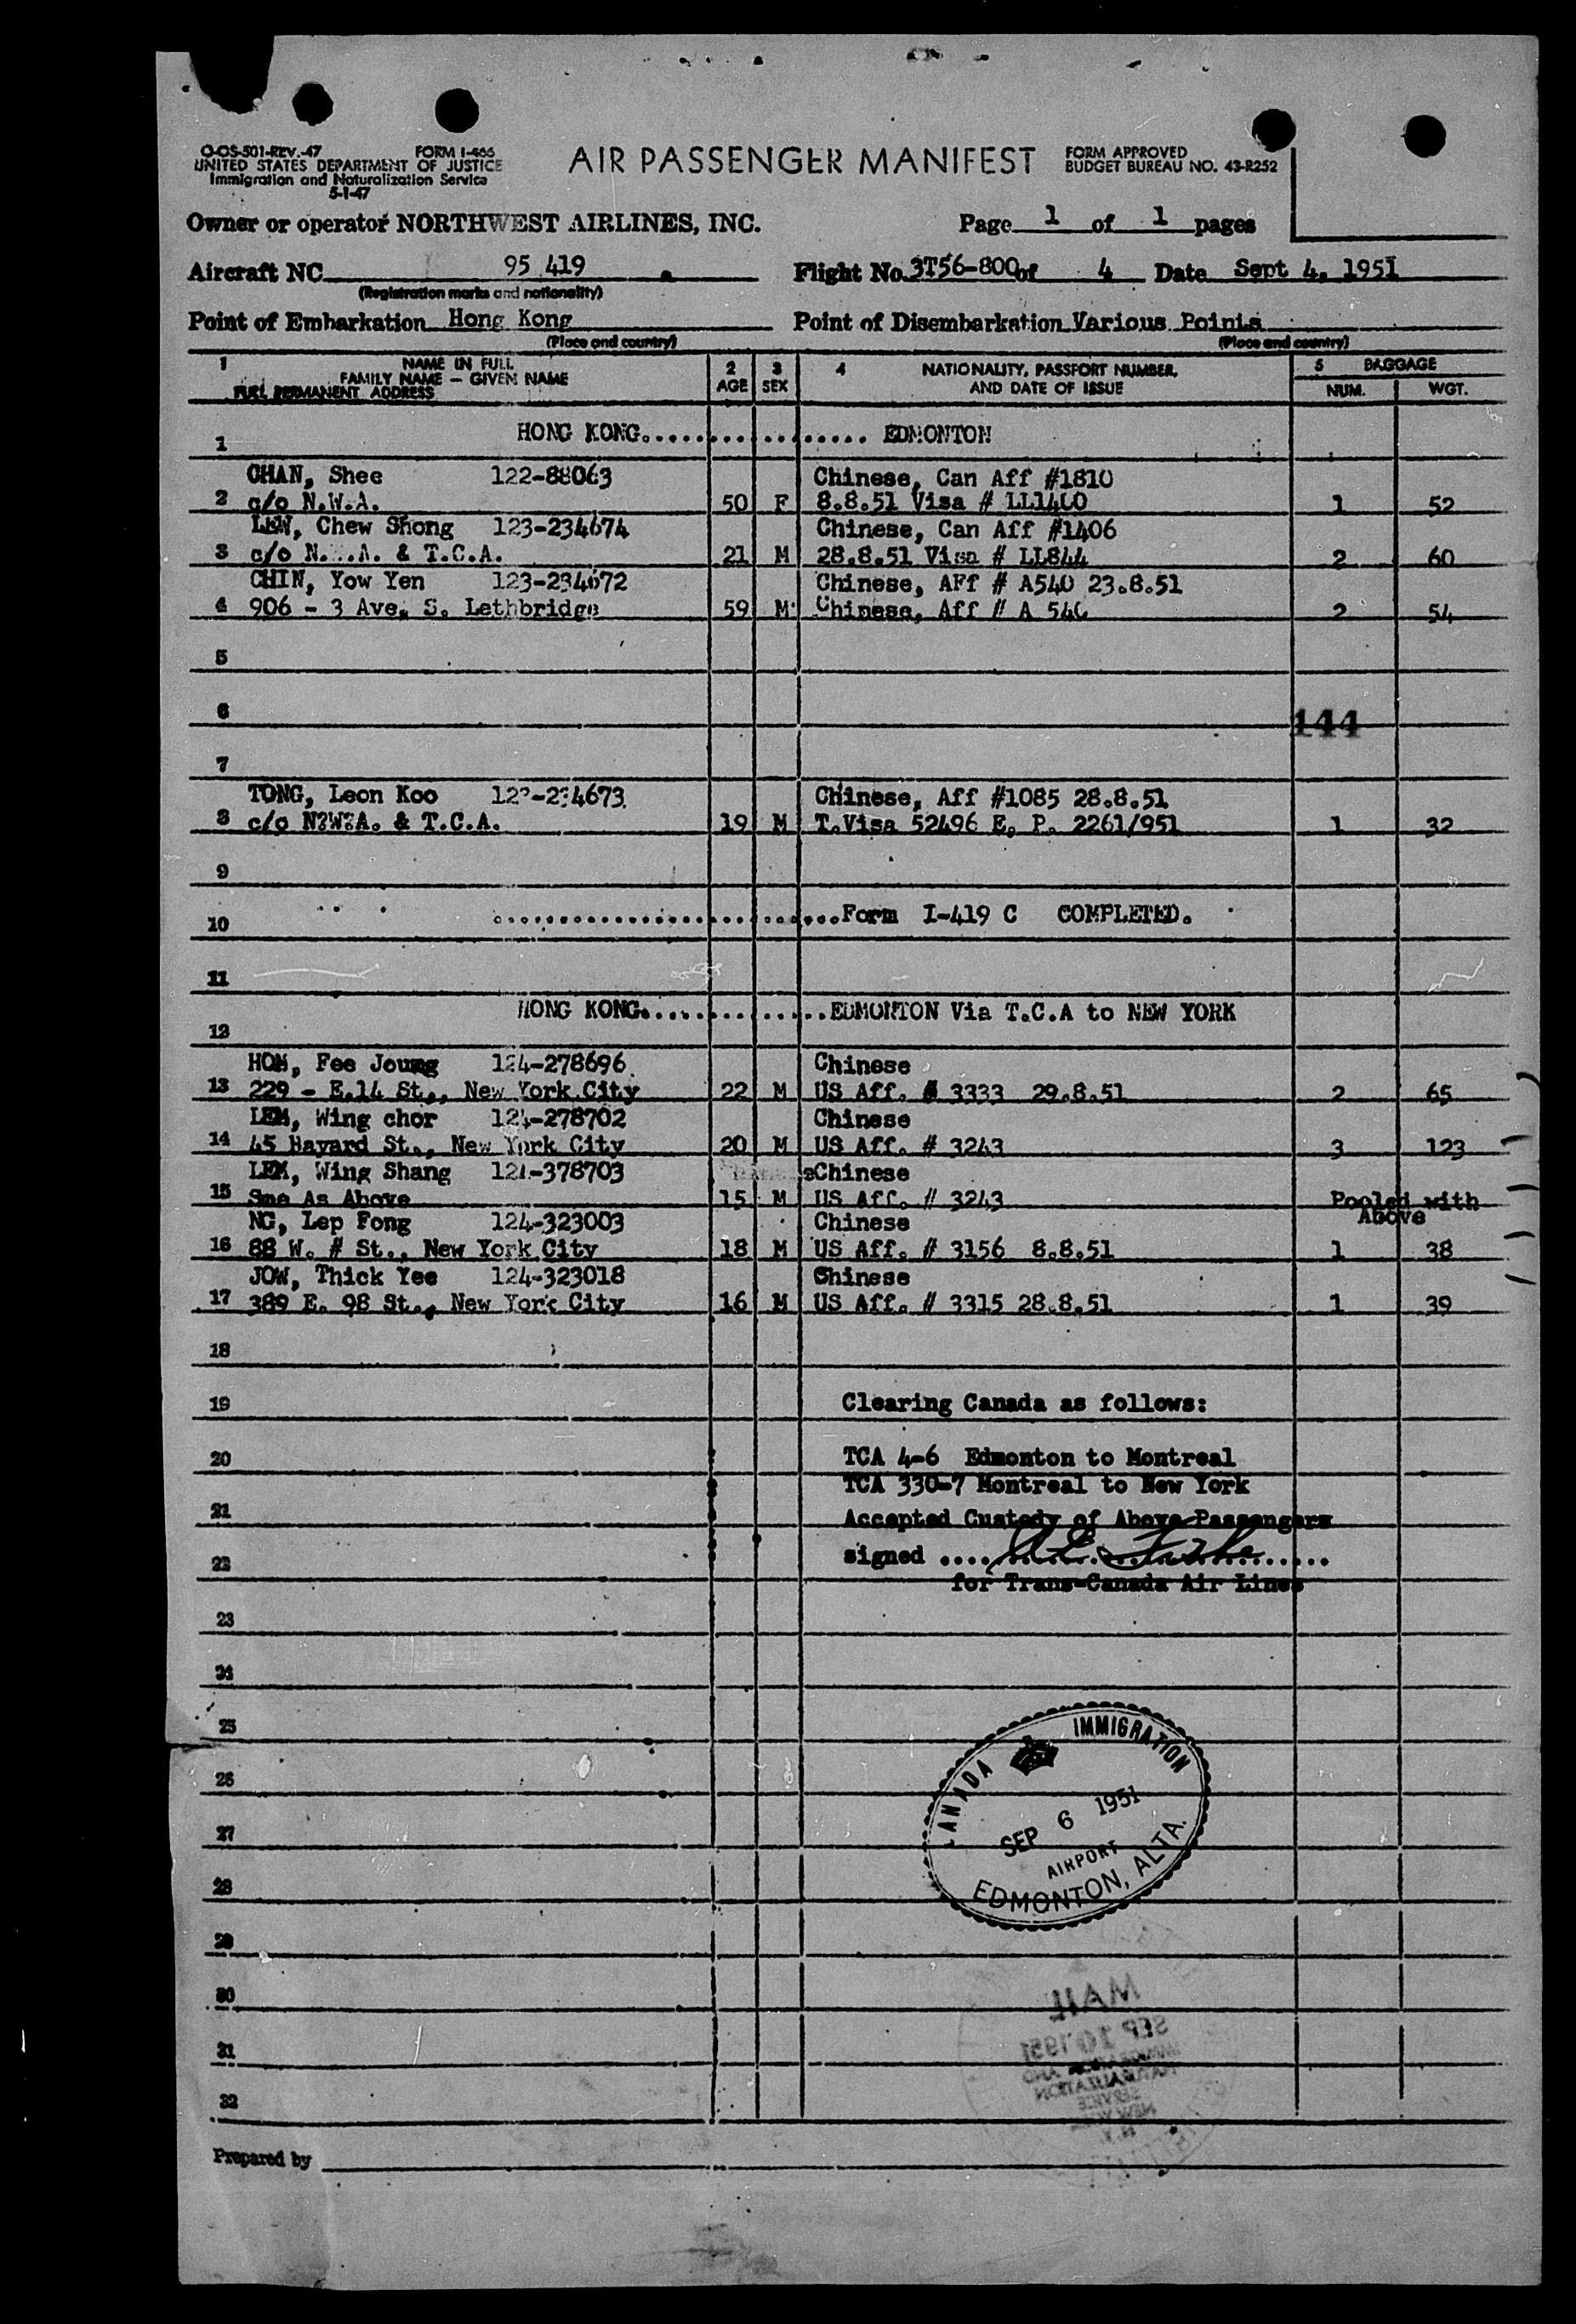 O-OS-501-REV.-47 FORM I-466
UNITED STATES DEPARTMENT OF JUSTICE
Immigration and Naturalization Service
5-1-47
AIR PASSENGER MANIFEST
FORM APPROVED
BUDGET BUREAU NO. 43-R252
Owner or operator NORTHWEST AIRLINES, INC.
Page 1 of 1 pages
Aircraft NC 95 419
Flight No. 3T56-800 of 4 Date Sept 4, 1951
(Registration marks and nationality)
Point of Embarkation Hong Kong
Point of Disembarkation Various Points
(Place and country) (Place and country)
1 NAME IN FULL
FAMILY NAME – GIVEN NAME
FULL PERMANENT ADDRESS
2 AGE
3 SEX
4 NATIONALITY, PASSPORT NUMBER, AND DATE OF ISSUE
5 BAGGAGE
NUM. WGT.
1 HONG KONG.................... EDMONTON
CHAN, Shee 122-88063 Chinese, Can Aff #1810
2 c/o N.W.A. 50 F 8.8.51 Visa # LL1400 1 52
LEW, Chew Shong 123-234674 Chinese, Can Aff #1406
3 c/o N.W.A. & T.C.A. 21 M 28.8.51 Visa # LL844 2 60
CHIN, Yow Yen 123-234672 Chinese, AFf # A540 23.8.51
4 906 - 3 Ave. S. Lethbridge 59 M Chinese, Aff # A 540 2 54
5
6
144
7
TONG, Leon Koo 123-234673 Chinese, Aff #1085 28.8.51
8 c/o N?W?A. & T.C.A. 19 M T.Visa 52496 E. P. 2261/951 1 32
9
10 ..............................Form I-419 C COMPLETED.
11
HONG KONG................EDMONTON Via T.C.A to NEW YORK
12
HOM, Fee Joung 124-278696 Chinese
13 229 - E.14 St., New York City 22 M US Aff. # 3333 29.8.51 2 65
LEM, Wing chor 124-278702 Chinese
14 45 Bayard St., New York City 20 M US Aff. # 3243 3 123
LEM, Wing Shang 124-378703 Chinese
15 Sme As Above 15 M US Aff. # 3243 Pooled with
Above
NG, Lep Fong 124-323003 Chinese
16 88 W. # St., New York City 18 M US Aff. # 3156 8.8.51 1 38
JOW, Thick Yee 124-323018 Chinese
17 389 E. 98 St., New York City 16 M US Aff. # 3315 28.8.51 1 39
18
19 Clearing Canada as follows:
20 TCA 4-6 Edmonton to Montreal
TCA 330-7 Montreal to New York
21 Accepted Custody of Above Passengers
22 signed
for Trans-Canada Air Lines
23
24
25
26
27
28
29
30
31
32
CANADA IMMIGRATION
SEP 6 1951
AIRPORT
EDMONTON, ALTA.
MAIL
SEP 10 1951
IMMIGRATION AND
NATURALIZATION
SERVICE
NEW YORK
N.Y.
Prepared by